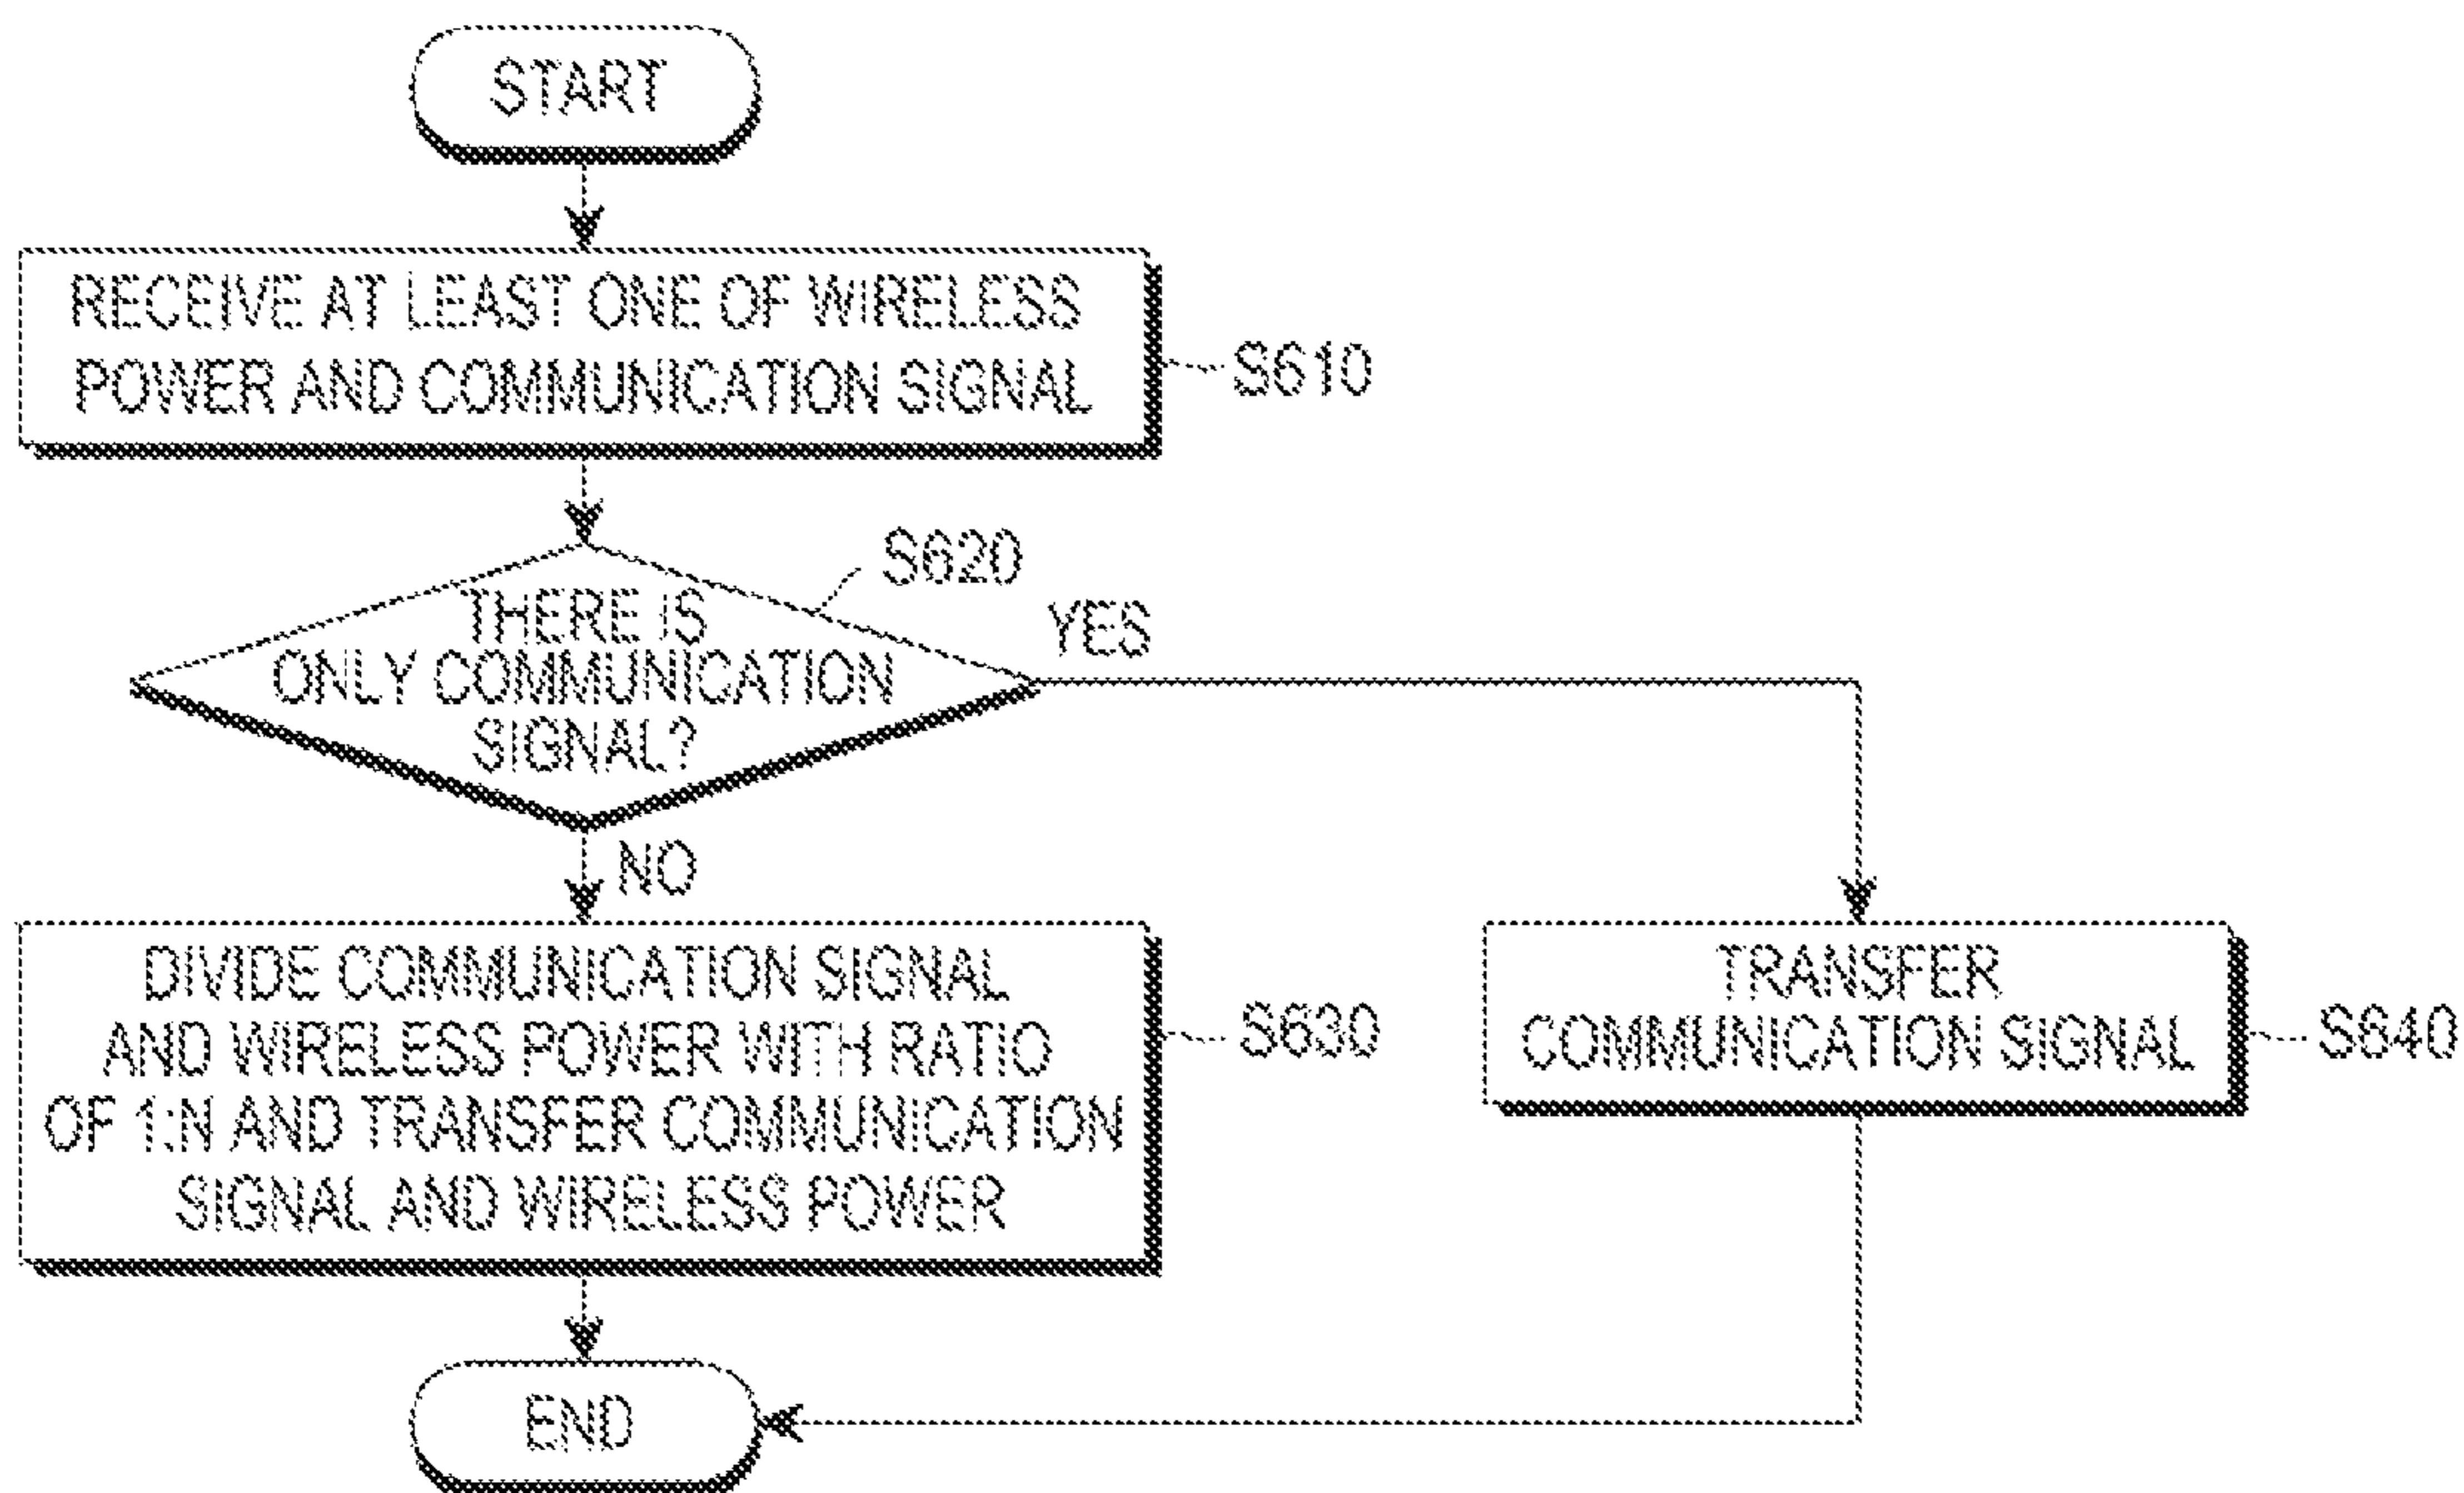 START
RECEIVE AT LEAST ONE OF WIRELESS
POWER AND COMMUNICATION SIGNAL
S610
S620
THERE IS
ONLY COMMUNICATION
SIGNAL?
YES
NO
DIVIDE COMMUNICATION SIGNAL
AND WIRELESS POWER WITH RATIO
OF 1:N AND TRANSFER COMMUNICATION
SIGNAL AND WIRELESS POWER
S630
TRANSFER
COMMUNICATION SIGNAL
S640
END